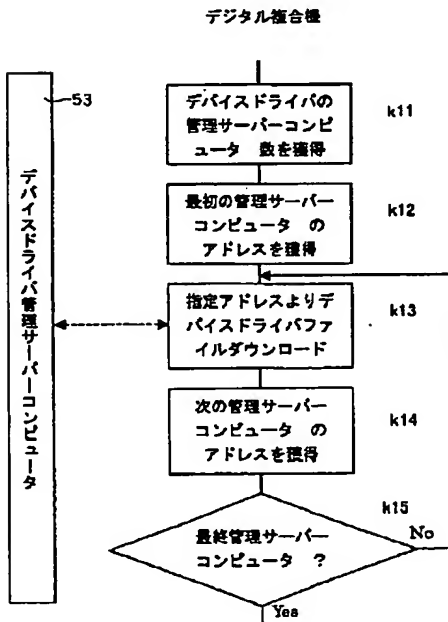 デジタル複合機
53
デバイスドライバ管理サーバーコンピュータ
デバイスドライバの
管理サーバーコンピ
ュータ 数を獲得
k11
最初の管理サーバー
コンピュータ の
アドレスを獲得
k12
指定アドレスよりデ
バイスドライバファ
イルダウンロード
k13
次の管理サーバー
コンピュータ の
アドレスを獲得
k14
k15
最終管理サーバー
コンピュータ ?
No
Yes